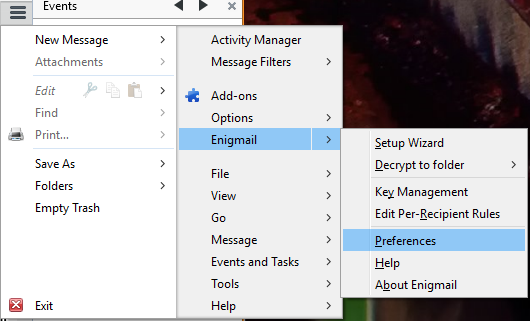 Events
New Message
Attachments
Edit
Find
Print...
Save As
Folders
Empty Trash
Exit
Activity Manager
Message Filters
Add-ons
Options
Enigmail
File
View
Go
Message
Events and Tasks
Tools
Help
Setup Wizard
Decrypt to folder
Key Management
Edit Per-Recipient Rules
Preferences
Help
About Enigmail